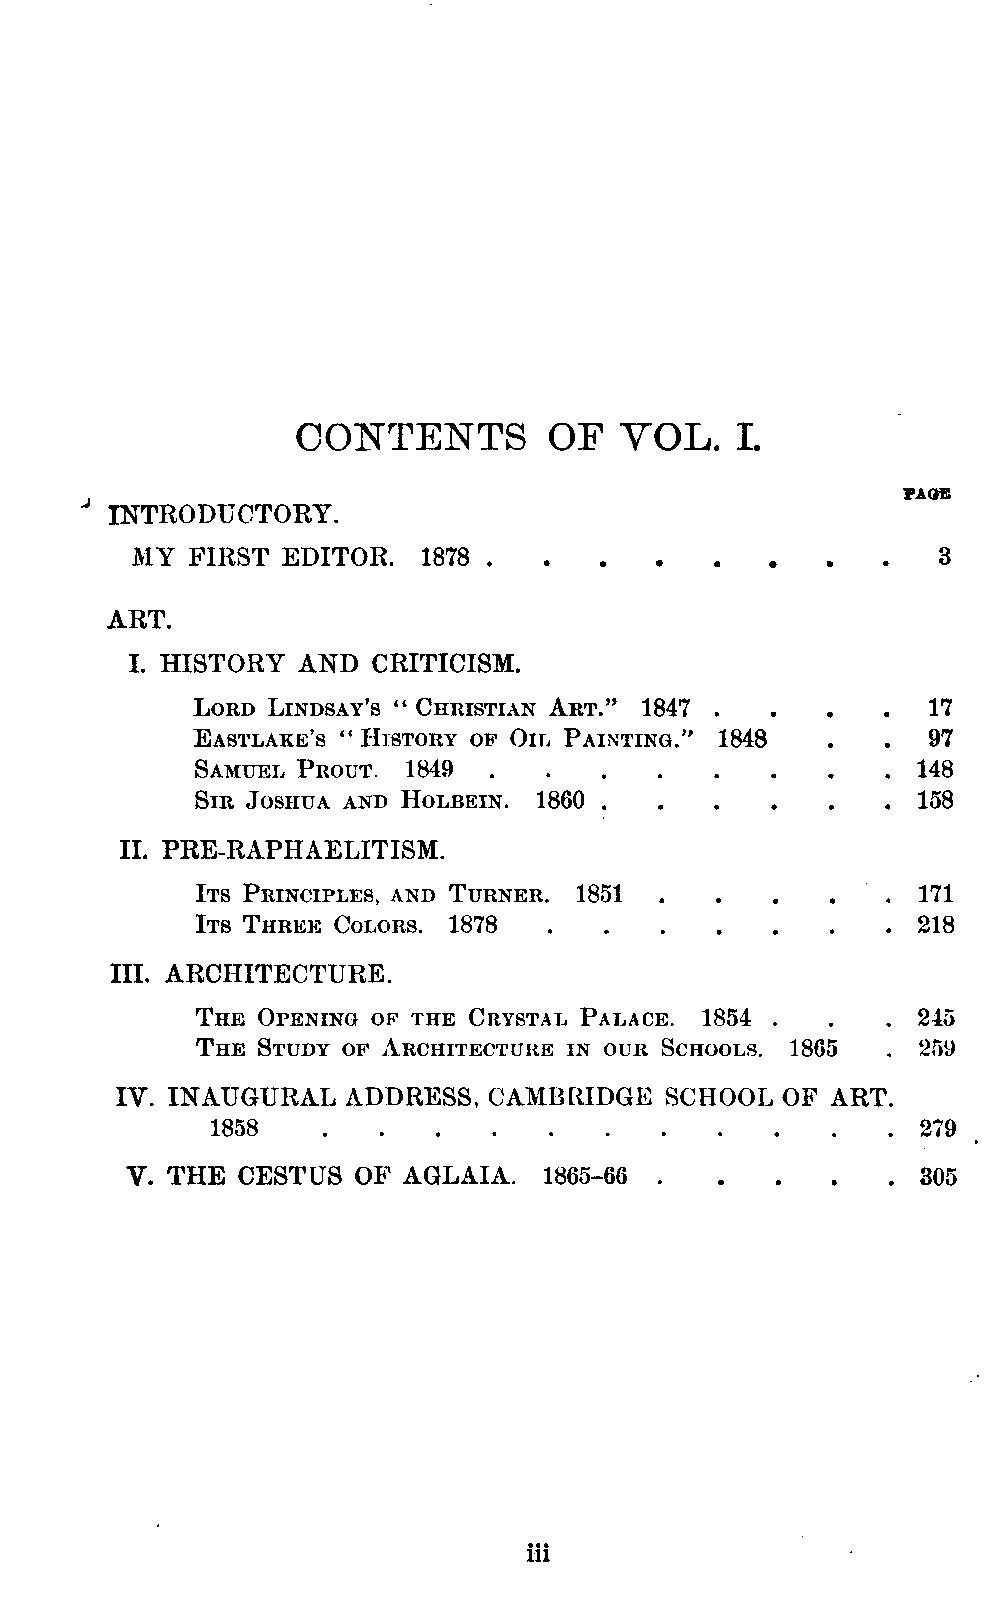 CONTENTS OF VOL. I.
PAGE
INTRODUCTORY.
MY FIRST EDITOR. 1878 . . . . . . . . 3
ART.
I. HISTORY AND CRITICISM.
LORD LINDSAY'S “CHRISTIAN ART.” 1847 . . . . 17
EASTLAKE'S “HISTORY OF OIL PAINTING.” 1848 . . 97
SAMUEL PROUT. 1849 . . . . . . . . 148
SIR JOSHUA AND HOLBEIN. 1860 . . . . . . 158
II. PRE-RAPHAELITISM.
ITS PRINCIPLES, AND TURNER. 1851 . . . . . 171
ITS THREE COLORS. 1878 . . . . . . . 218
III. ARCHITECTURE.
THE OPENING OF THE CRYSTAL PALACE. 1854 . . . 245
THE STUDY OF ARCHITECTURE IN OUR SCHOOLS. 1865 . 259
IV. INAUGURAL ADDRESS, CAMBRIDGE SCHOOL OF ART.
1858 . . . . . . . . . . . 279
V. THE CESTUS OF AGLAIA. 1865–66 . . . . . 305
iii